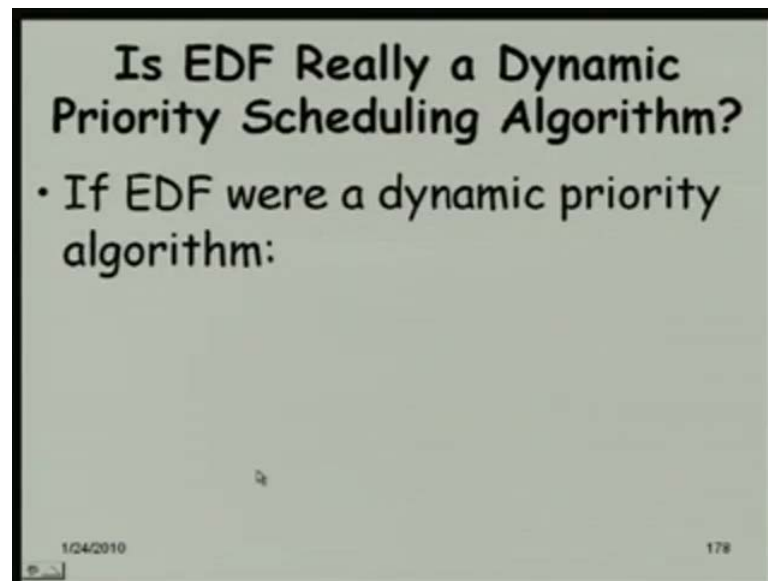 Is EDF Really a Dynamic
Priority Scheduling Algorithm?
• If EDF were a dynamic priority
algorithm:
1/24/2010
178